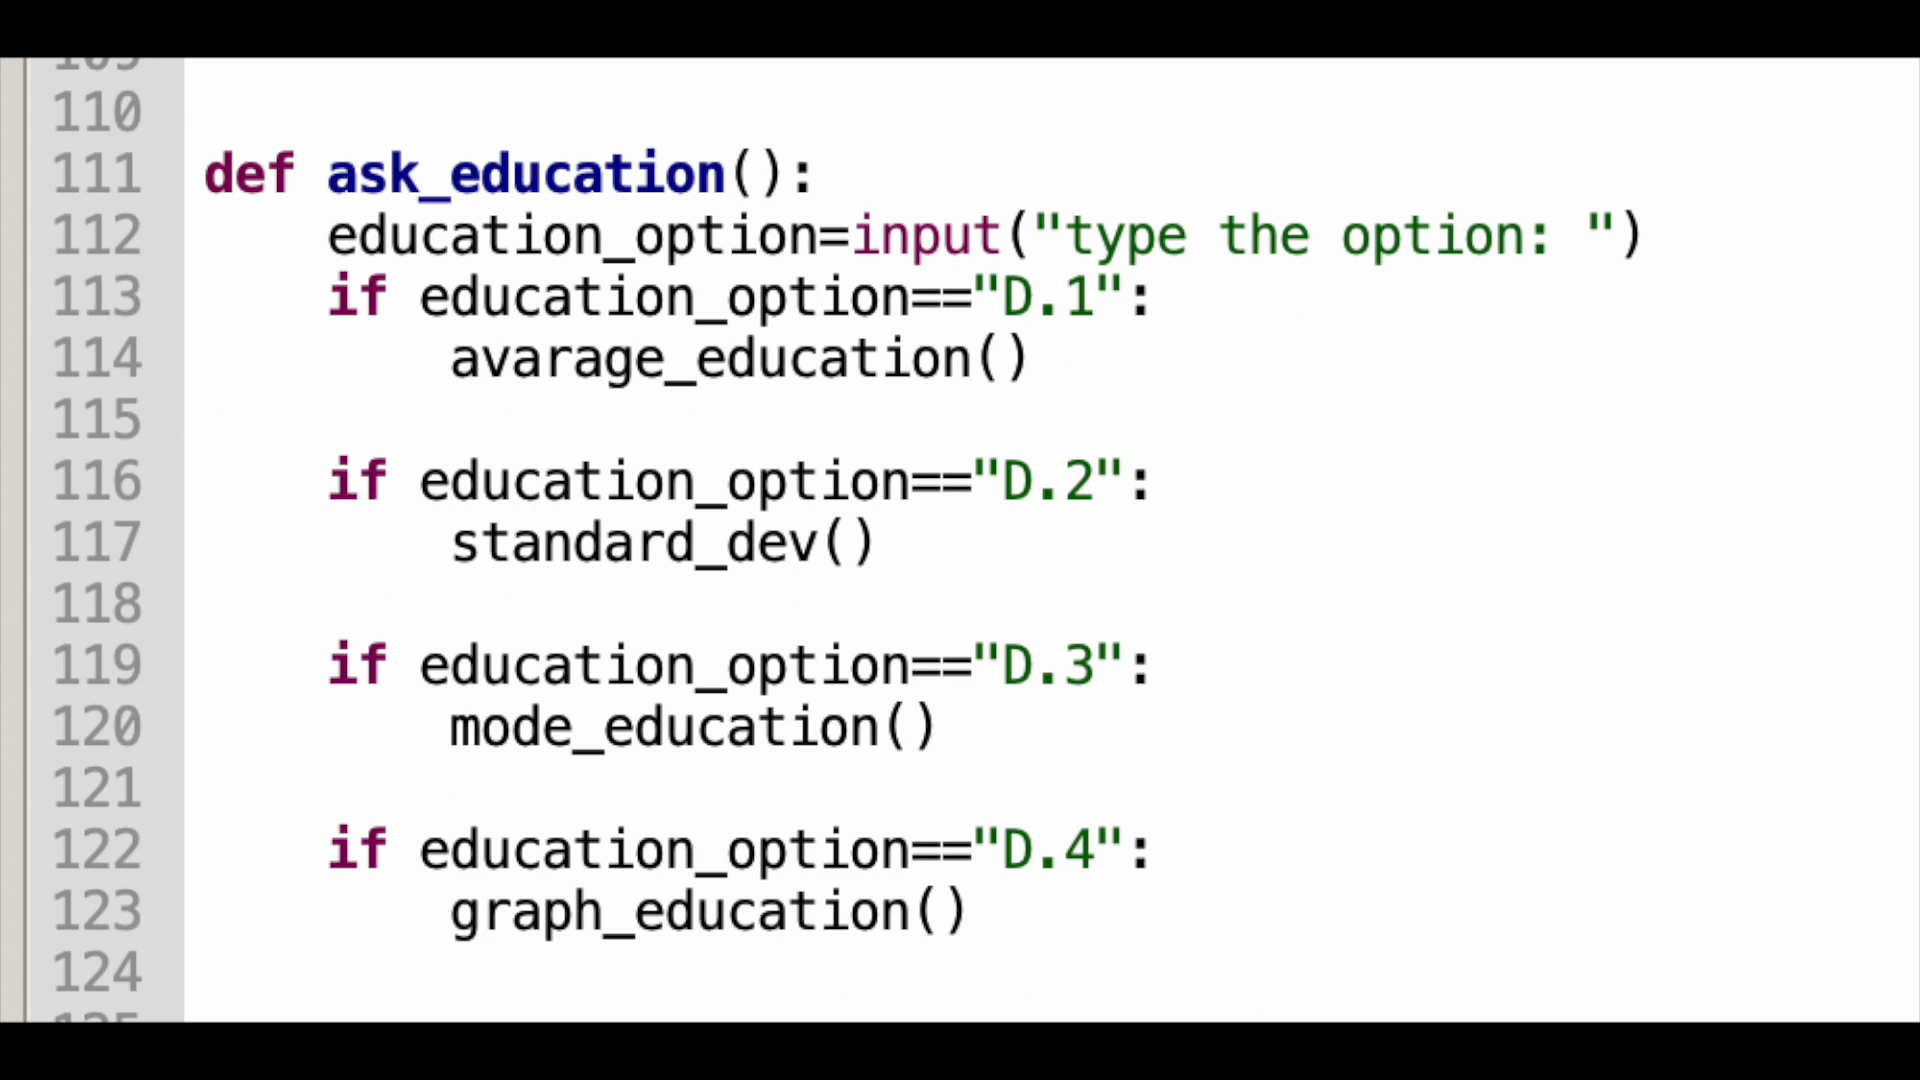 109
110
111 def ask_education():
112     education_option=input("type the option: ")
113     if education_option=="D.1":
114         avarage_education()
115
116     if education_option=="D.2":
117         standard_dev()
118
119     if education_option=="D.3":
120         mode_education()
121
122     if education_option=="D.4":
123         graph_education()
124
125